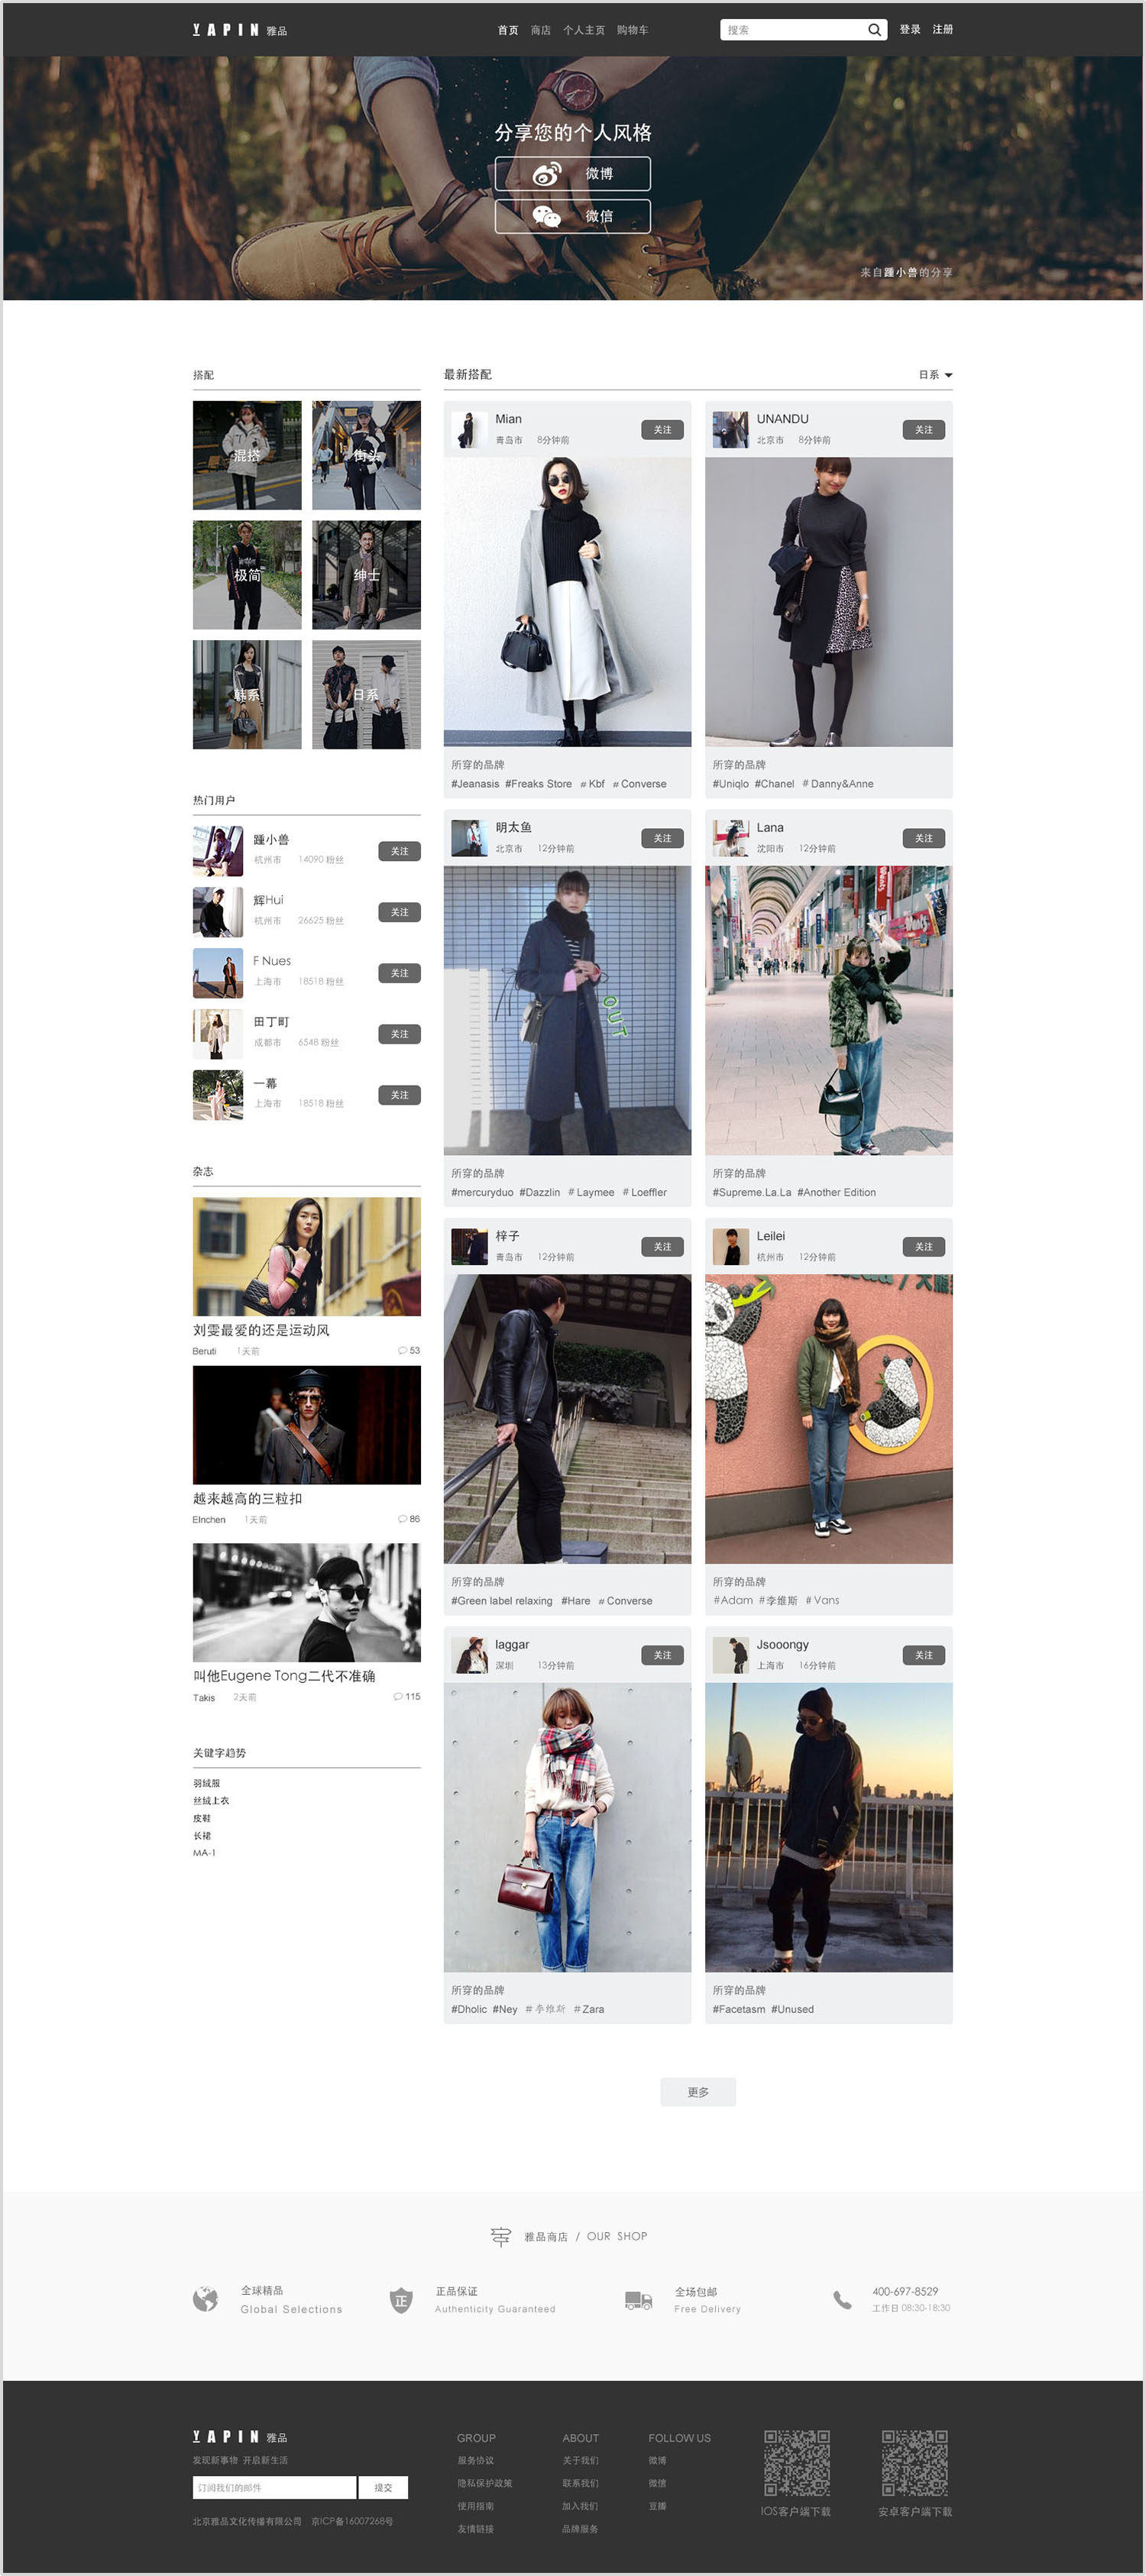 YAPIN 雅品
首页 商店 个人主页 购物车
搜索
登录 注册
分享您的个人风格
微博
微信
来自踵小兽的分享
搭配
混搭
街头
极简
绅士
韩系
日系
热门用户
踵小兽
杭州市 14090 粉丝
关注
辉Hui
杭州市 26625 粉丝
关注
F Nues
上海市 18518 粉丝
关注
田丁町
成都市 6548 粉丝
关注
一幕
上海市 18518 粉丝
关注
杂志
刘雯最爱的还是运动风
Beruti 1天前 53
越来越高的三粒扣
Elnchen 1天前 86
叫他Eugene Tong二代不准确
Takis 2天前 115
关键字趋势
羽绒服
丝绒上衣
皮鞋
长裙
MA-1
最新搭配
日系
Mian
青岛市 8分钟前
关注
所穿的品牌
#Jeanasis #Freaks Store # Kbf # Converse
UNANDU
北京市 8分钟前
关注
所穿的品牌
#Uniqlo #Chanel # Danny&Anne
明太鱼
北京市 12分钟前
关注
所穿的品牌
#mercuryduo #Dazzlin # Laymee # Loeffler
Lana
沈阳市 12分钟前
关注
所穿的品牌
#Supreme.La.La #Another Edition
梓子
青岛市 12分钟前
关注
所穿的品牌
#Green label relaxing #Hare # Converse
Leilei
杭州市 12分钟前
关注
所穿的品牌
#Adam #李维斯 # Vans
laggar
深圳 13分钟前
关注
所穿的品牌
#Dholic #Ney # 李维斯 # Zara
Jsooongy
上海市 16分钟前
关注
所穿的品牌
#Facetasm #Unused
更多
雅品商店 / OUR SHOP
全球精品
Global Selections
正
正品保证
Authenticity Guaranteed
全场包邮
Free Delivery
400-697-8529
工作日 08:30-18:30
YAPIN 雅品
发现新事物 开启新生活
订阅我们的邮件
提交
北京雅品文化传播有限公司 京ICP备16007268号
GROUP
服务协议
隐私保护政策
使用指南
友情链接
ABOUT
关于我们
联系我们
加入我们
品牌服务
FOLLOW US
微博
微信
豆瓣
IOS客户端下载
安卓客户端下载